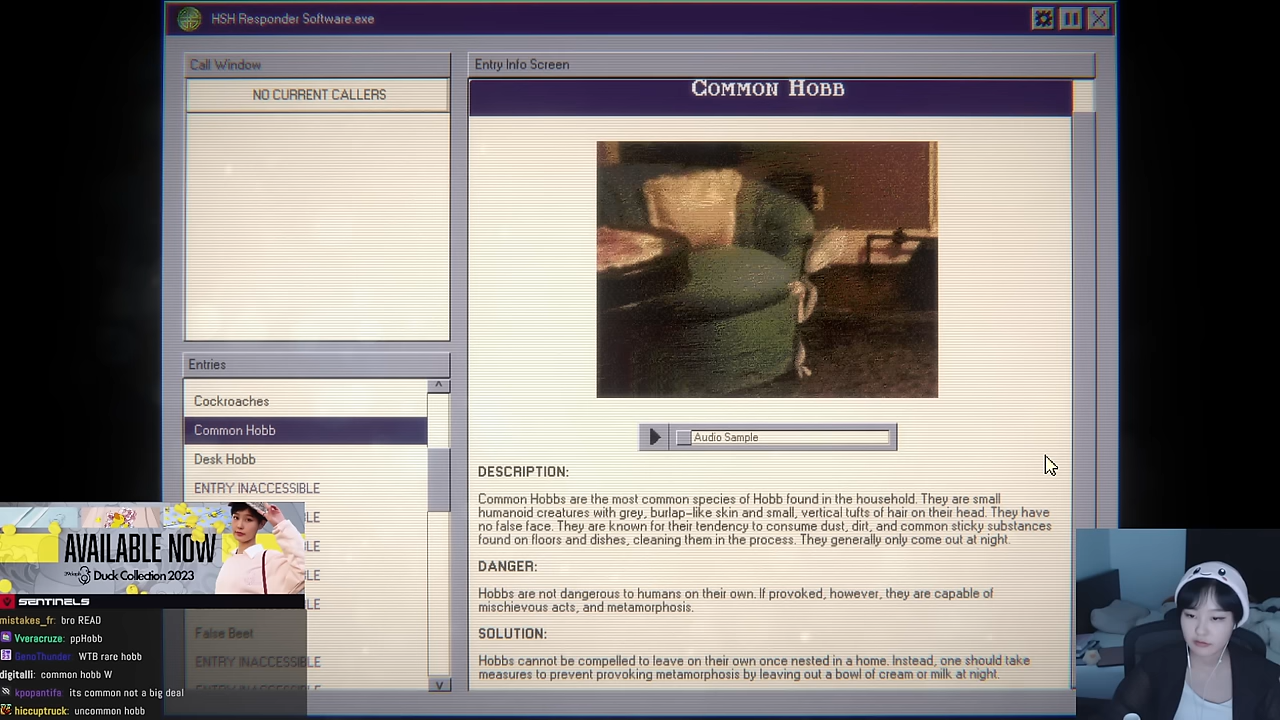 HSH Responder Software.exe
Call Window
NO CURRENT CALLERS
Entries
Cockroaches
Common Hobb
Desk Hobb
ENTRY INACCESSIBLE
LE
LE
LE
LE
False Beet
ENTRY INACCESSIBLE
Entry Info Screen
Common Hobb
Audio Sample
DESCRIPTION:
Common Hobbs are the most common species of Hobb found in the household. They are small
humanoid creatures with grey, burlap-like skin and small, vertical tufts of hair on their head. They have
no false face. They are known for their tendency to consume dust, dirt, and common sticky substances
found on floors and dishes, cleaning them in the process. They generally only come out at night.
DANGER:
Hobbs are not dangerous to humans on their own. If provoked, however, they are capable of
mischievous acts, and metamorphosis.
SOLUTION:
Hobbs cannot be compelled to leave on their own once nested in a home. Instead, one should take
measures to prevent provoking metamorphosis by leaving out a bowl of cream or milk at night.
AVAILABLE NOW
Duck Collection 2023
SENTINELS
mistakes_fr: bro READ
Vveracruze: ppHobb
GenoThunder: WTB rare hobb
digitalli: common hobb W
kpopantifa: its common not a big deal
hiccuptruck: uncommon hobb